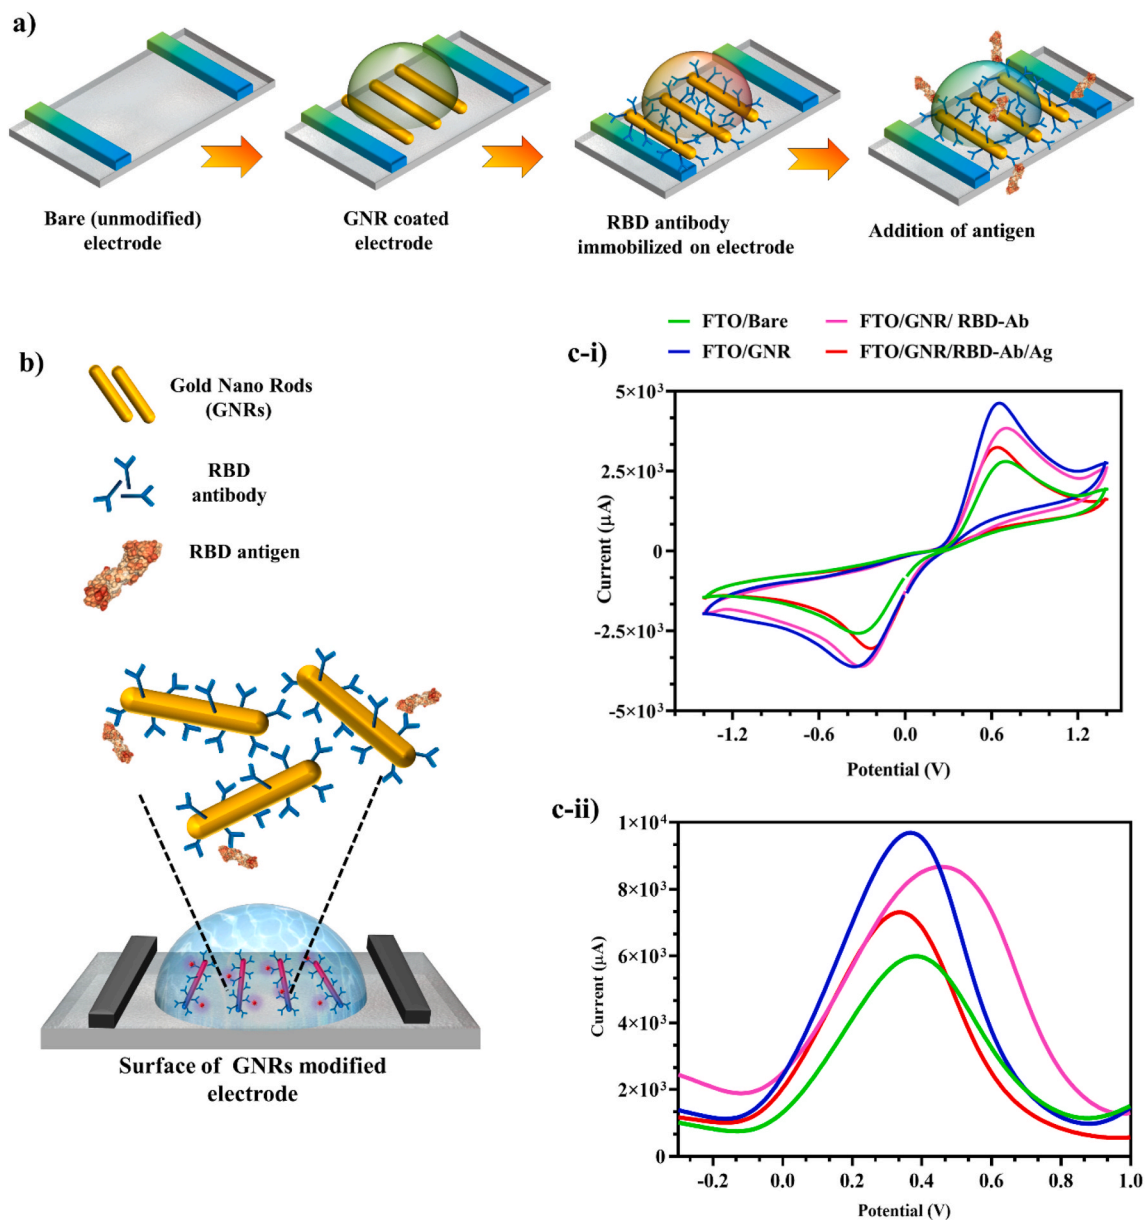 a)
Bare (unmodified)
electrode
GNR coated
electrode
RBD antibody
immobilized on electrode
Addition of antigen
b)
Gold Nano Rods
(GNRs)
RBD
antibody
RBD antigen
Surface of GNRs modified
electrode
FTO/Bare
FTO/GNR/ RBD-Ab
FTO/GNR
FTO/GNR/RBD-Ab/Ag
c-i)
Current (µA)
5×10³
2.5×10³
0
-2.5×10³
-5×10³
-1.2 -0.6 0.0 0.6 1.2
Potential (V)
c-ii)
Current (µA)
1×10⁴
8×10³
6×10³
4×10³
2×10³
0
-0.2 0.0 0.2 0.4 0.6 0.8 1.0
Potential (V)